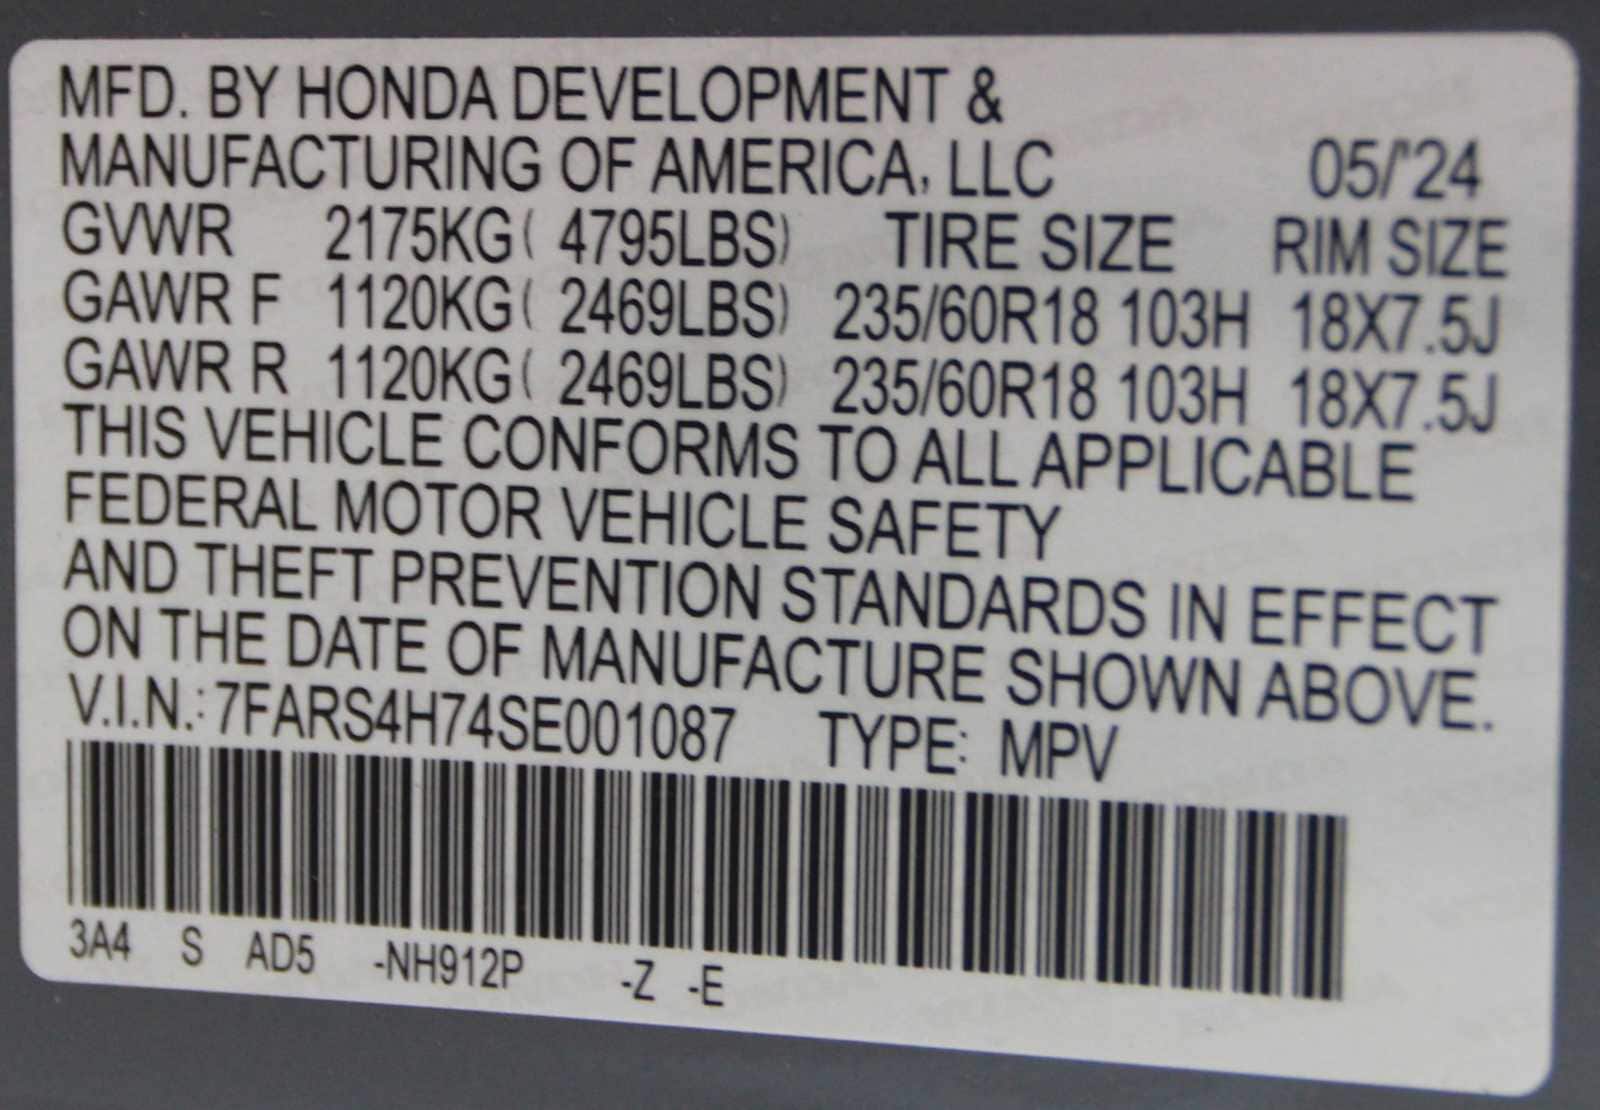 MFD. BY HONDA DEVELOPMENT &
MANUFACTURING OF AMERICA, LLC 05/'24
GVWR 2175KG( 4795LBS) TIRE SIZE RIM SIZE
GAWR F 1120KG( 2469LBS) 235/60R18 103H 18X7.5J
GAWR R 1120KG( 2469LBS) 235/60R18 103H 18X7.5J
THIS VEHICLE CONFORMS TO ALL APPLICABLE
FEDERAL MOTOR VEHICLE SAFETY
AND THEFT PREVENTION STANDARDS IN EFFECT
ON THE DATE OF MANUFACTURE SHOWN ABOVE.
V.I.N.: 7FARS4H74SE001087 TYPE: MPV
3A4 S AD5 -NH912P -Z -E